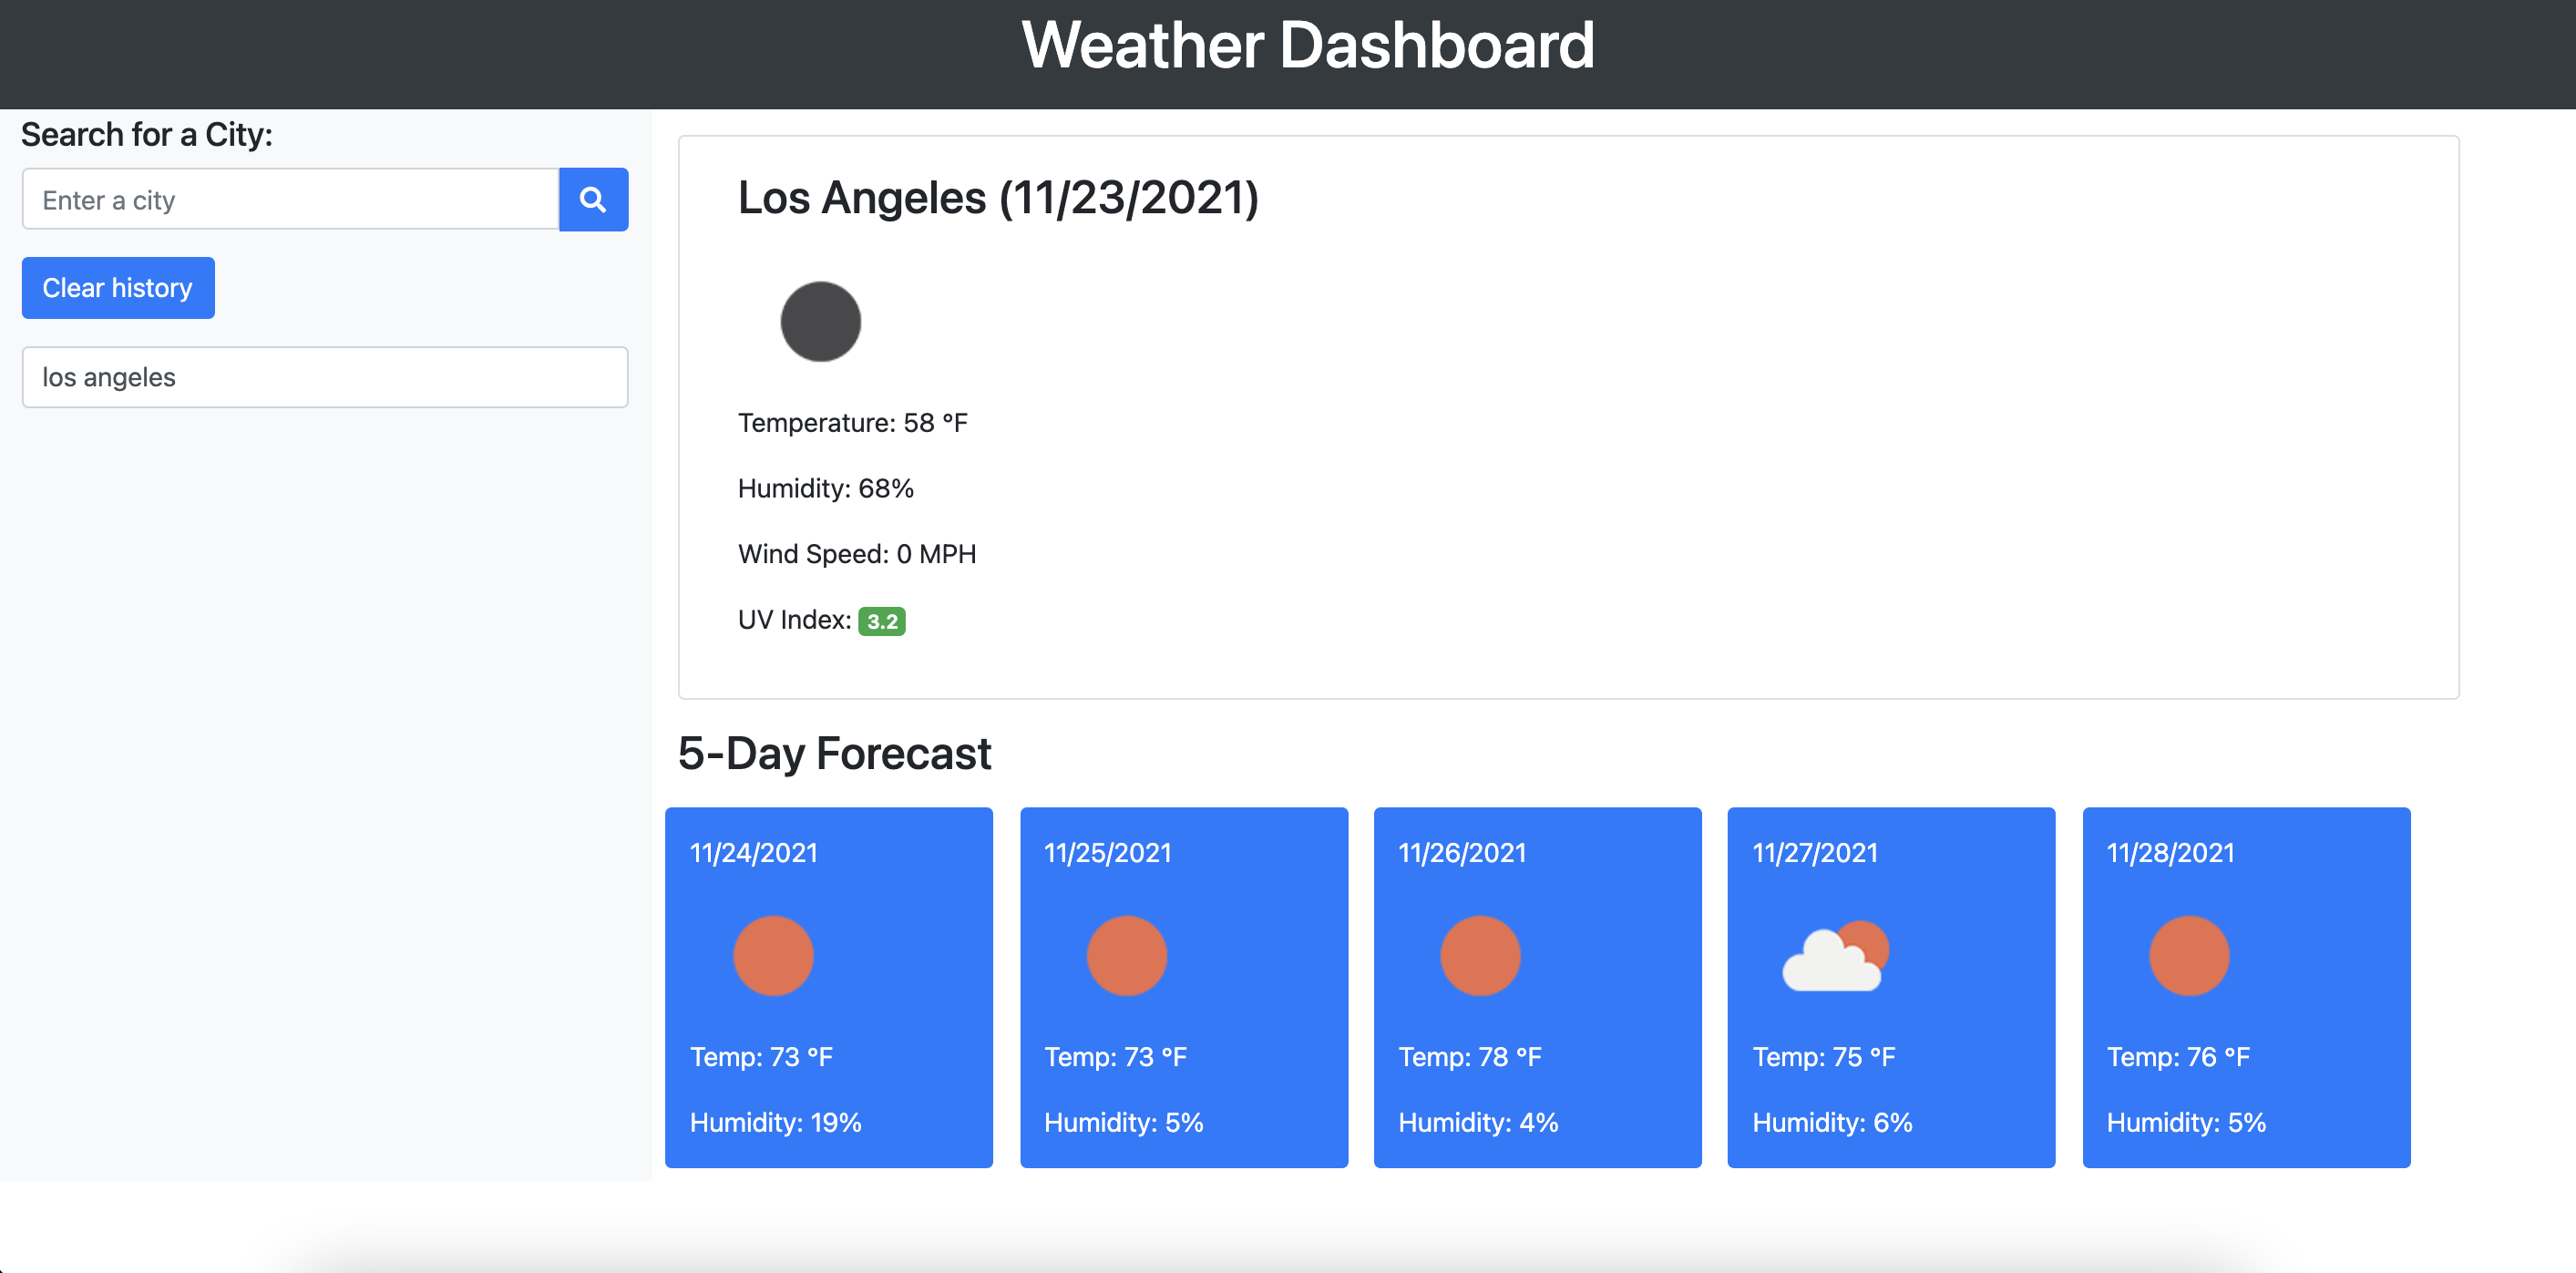 Weather Dashboard
Search for a City:
Enter a city
Clear history
los angeles
Los Angeles (11/23/2021)
Temperature: 58 °F
Humidity: 68%
Wind Speed: 0 MPH
UV Index: 3.2
5-Day Forecast
11/24/2021
Temp: 73 °F
Humidity: 19%
11/25/2021
Temp: 73 °F
Humidity: 5%
11/26/2021
Temp: 78 °F
Humidity: 4%
11/27/2021
Temp: 75 °F
Humidity: 6%
11/28/2021
Temp: 76 °F
Humidity: 5%